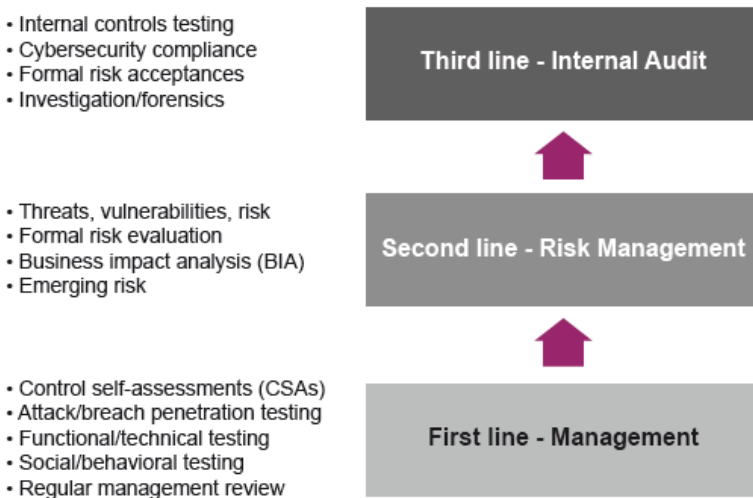 • Internal controls testing
• Cybersecurity compliance
• Formal risk acceptances
• Investigation/forensics
Third line - Internal Audit
• Threats, vulnerabilities, risk
• Formal risk evaluation
• Business impact analysis (BIA)
• Emerging risk
Second line - Risk Management
• Control self-assessments (CSAs)
• Attack/breach penetration testing
• Functional/technical testing
• Social/behavioral testing
• Regular management review
First line - Management